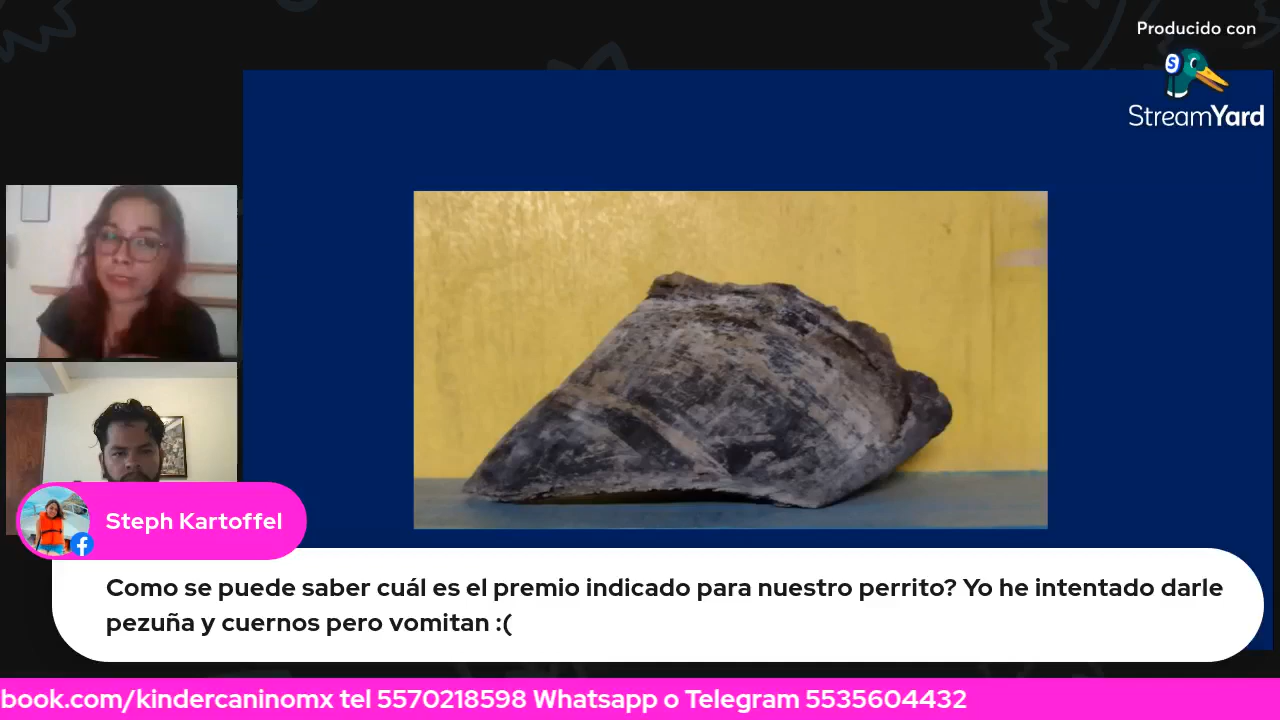 Producido con
StreamYard
Steph Kartoffel
Como se puede saber cuál es el premio indicado para nuestro perrito? Yo he intentado darle
pezuña y cuernos pero vomitan :(
book.com/kindercaninomx tel 5570218598 Whatsapp o Telegram 5535604432